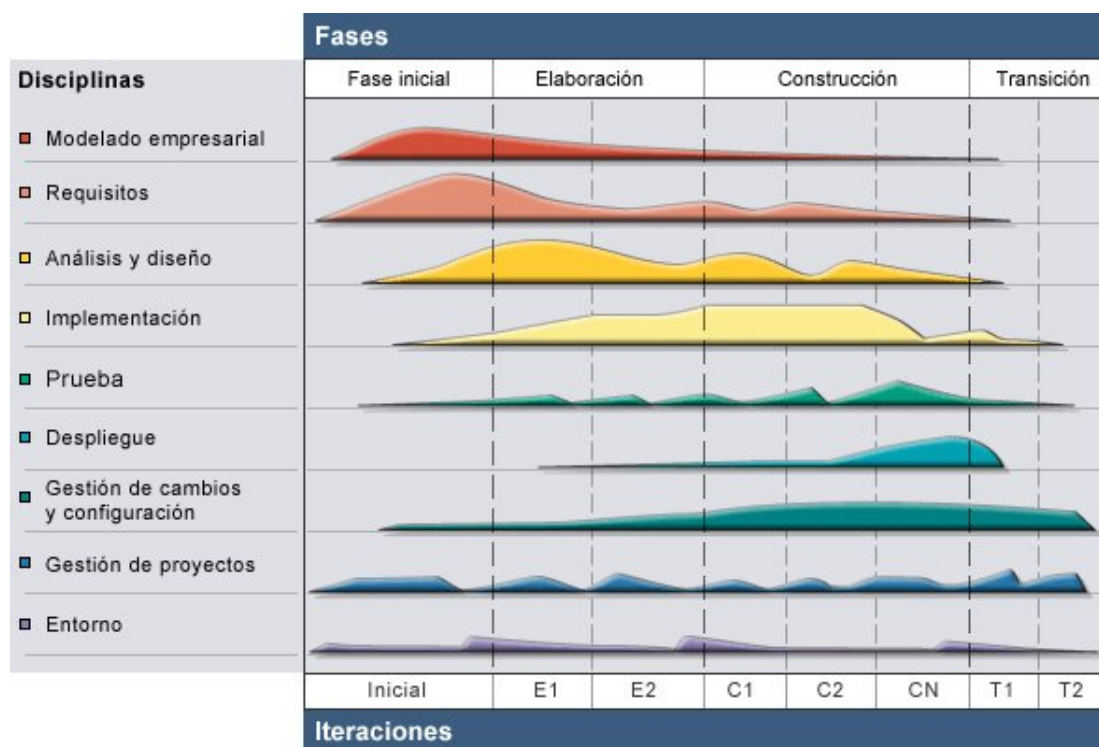 Fases
Disciplinas
Fase inicial
Elaboración
Construcción
Transición
Modelado empresarial
Requisitos
Análisis y diseño
Implementación
Prueba
Despliegue
Gestión de cambios
y configuración
Gestión de proyectos
Entorno
Inicial
E1
E2
C1
C2
CN
T1
T2
Iteraciones